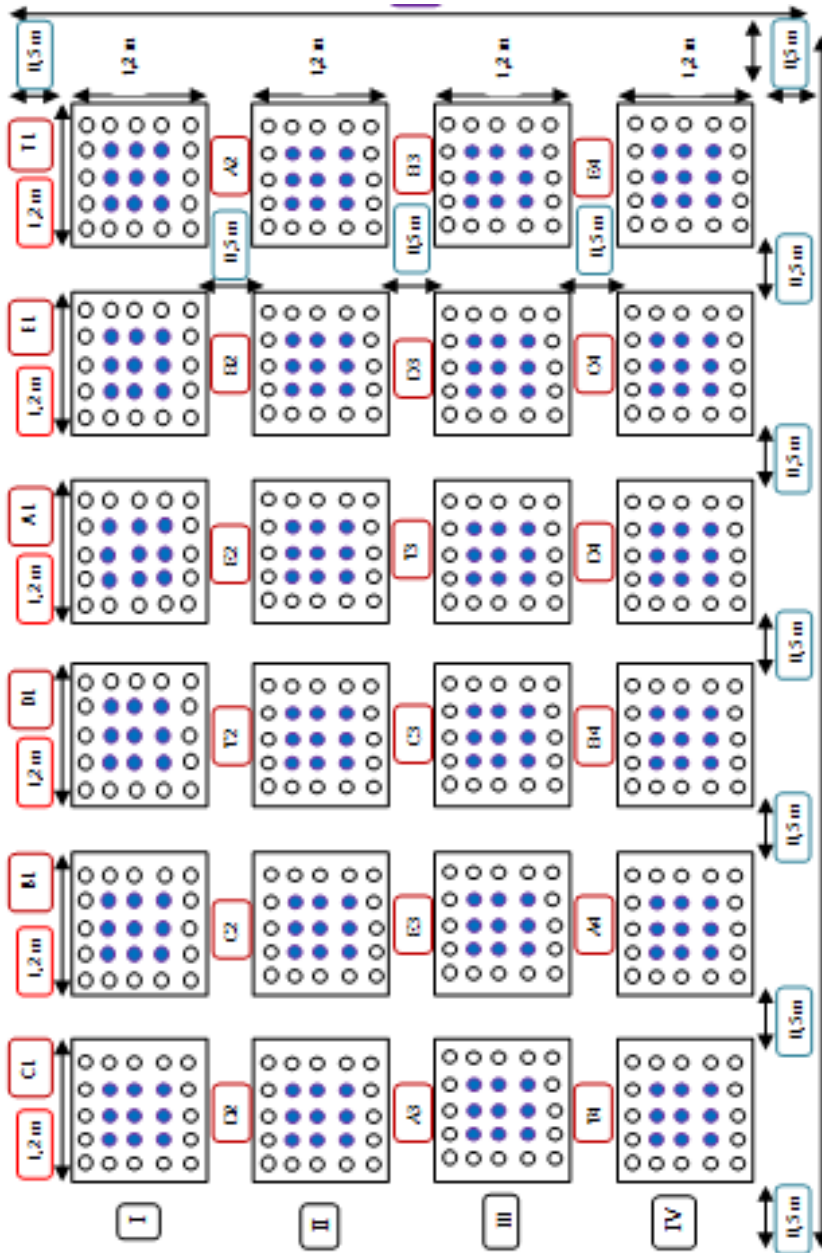 1,2 m C1 1,2 m B1 1,2 m D1 1,2 m A1 1,2 m E1 1,2 m T1 0,5 m
I 1,2 m
D2 C2 T2 E2 B2 0,5 m A2
II 1,2 m
A3 E3 C3 T3 D3 0,5 m B3
III 1,2 m
T4 A4 B4 D4 C4 0,5 m E4
IV 1,2 m
0,5 m 0,5m 0,5 m 0,5 m 0,5 m 0,5 m 0,5 m